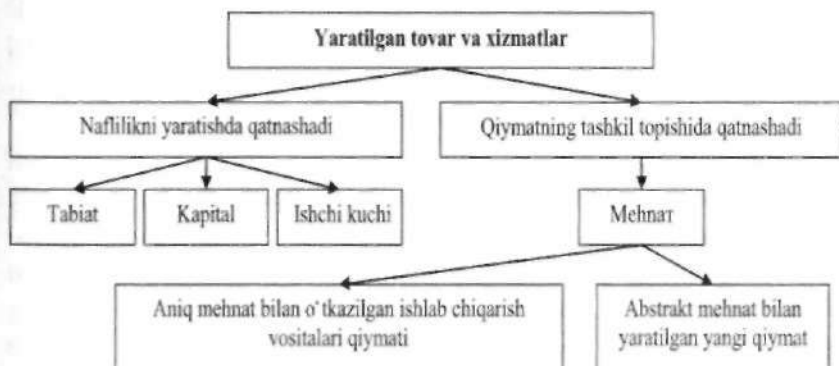 Yaratilgan tovar va xizmatlar
Naflilikni yaratishda qatnashadi
Qiymatning tashkil topishida qatnashadi
Tabiat
Kapital
Ishchi kuchi
Mehnaт
Aniq mehnat bilan o‘tkazilgan ishlab chiqarish
vositalari qiymati
Abstrakt mehnat bilan
yaratilgan yangi qiymat